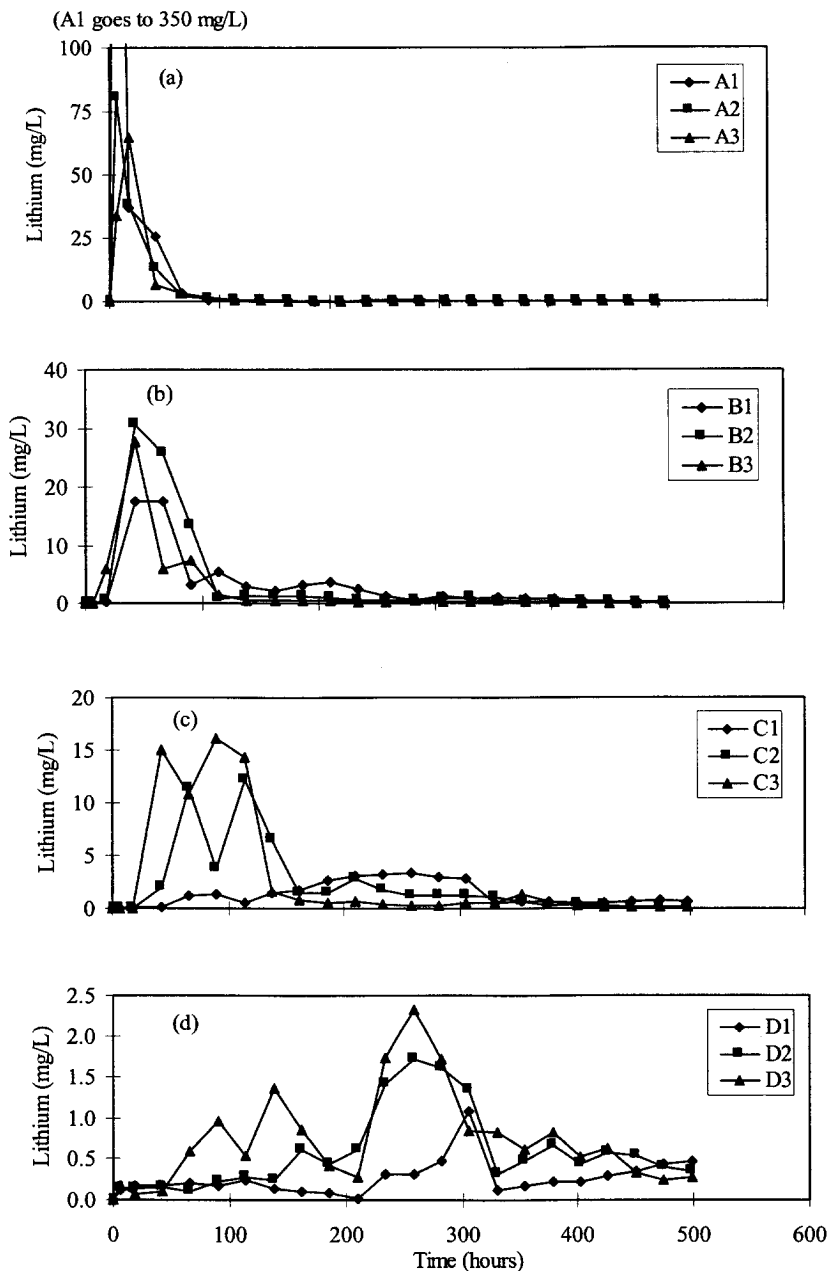 (A1 goes to 350 mg/L)
100
75
50
25
0
Lithium (mg/L)
(a)
A1
A2
A3
40
30
20
10
0
Lithium (mg/L)
(b)
B1
B2
B3
20
15
10
5
0
Lithium (mg/L)
(c)
C1
C2
C3
2.5
2.0
1.5
1.0
0.5
0.0
Lithium (mg/L)
(d)
D1
D2
D3
0
100
200
300
400
500
600
Time (hours)